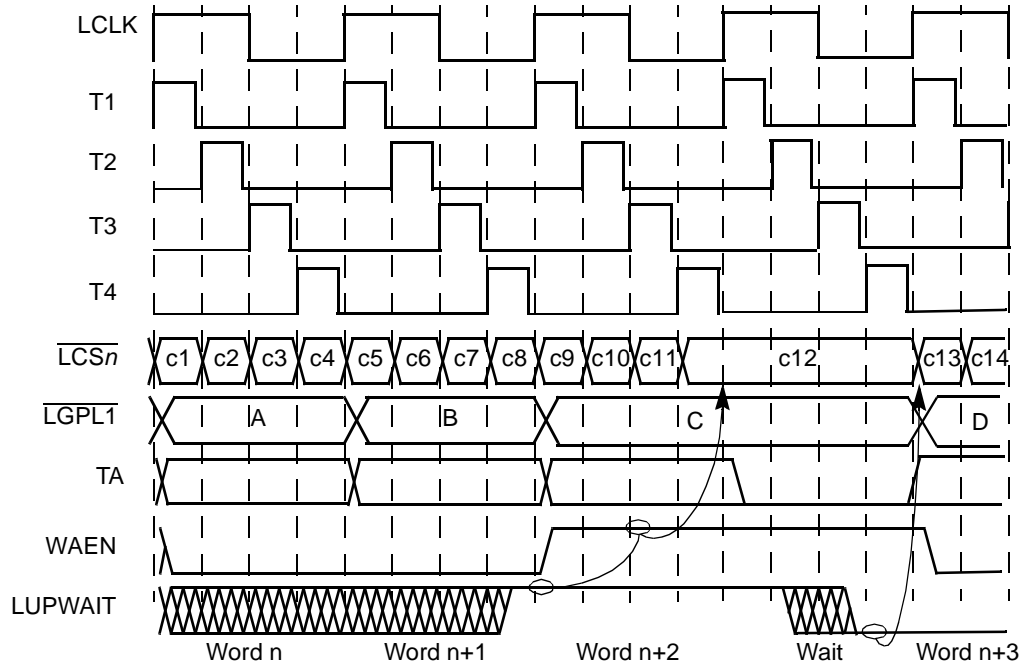 LCLK
T1
T2
T3
T4
LCSn c1 c2 c3 c4 c5 c6 c7 c8 c9 c10 c11 c12 c13 c14
LGPL1 A B C D
TA
WAEN
LUPWAIT
Word n Word n+1 Word n+2 Wait Word n+3